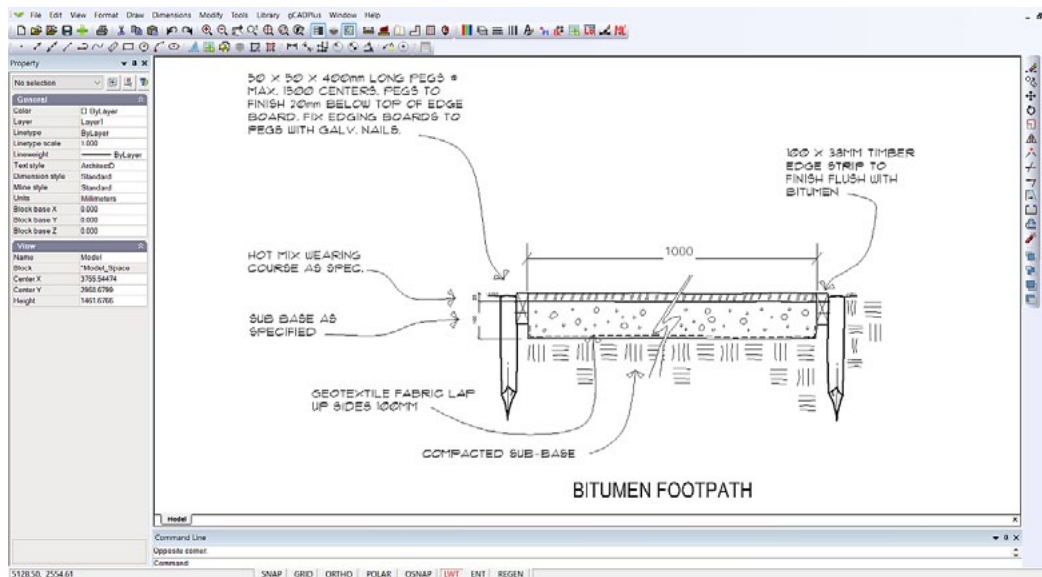 File Edit View Format Draw Dimensions Modify Tools Library gCADPlus Window Help
Property
No selection
General
Color ByLayer
Layer Layer1
Linetype ByLayer
Linetype scale 1.000
Lineweight ByLayer
Text style ArchitectD
Dimension style Standard
Mline style Standard
Units Millimeters
Block base X 0.000
Block base Y 0.000
Block base Z 0.000
View
Name Model
Block *Model_Space
Center X 3755.54474
Center Y 2950.6799
Height 1461.6766
50 X 50 X 400mm LONG PEGS @
MAX. 1500 CENTERS. PEGS TO
FINISH 20mm BELOW TOP OF EDGE
BOARD. FIX EDGING BOARDS TO
PEGS WITH GALV. NAILS.
100 X 38MM TIMBER
EDGE STRIP TO
FINISH FLUSH WITH
BITUMEN
1000
HOT MIX WEARING
COURSE AS SPEC.
SUB BASE AS
SPECIFIED
GEOTEXTILE FABRIC LAP
UP SIDES 100MM
COMPACTED SUB-BASE
BITUMEN FOOTPATH
Model
Command Line
Opposite corner:
Command
5128.50, 2554.61 SNAP GRID ORTHO POLAR OSNAP LWT ENT REGEN